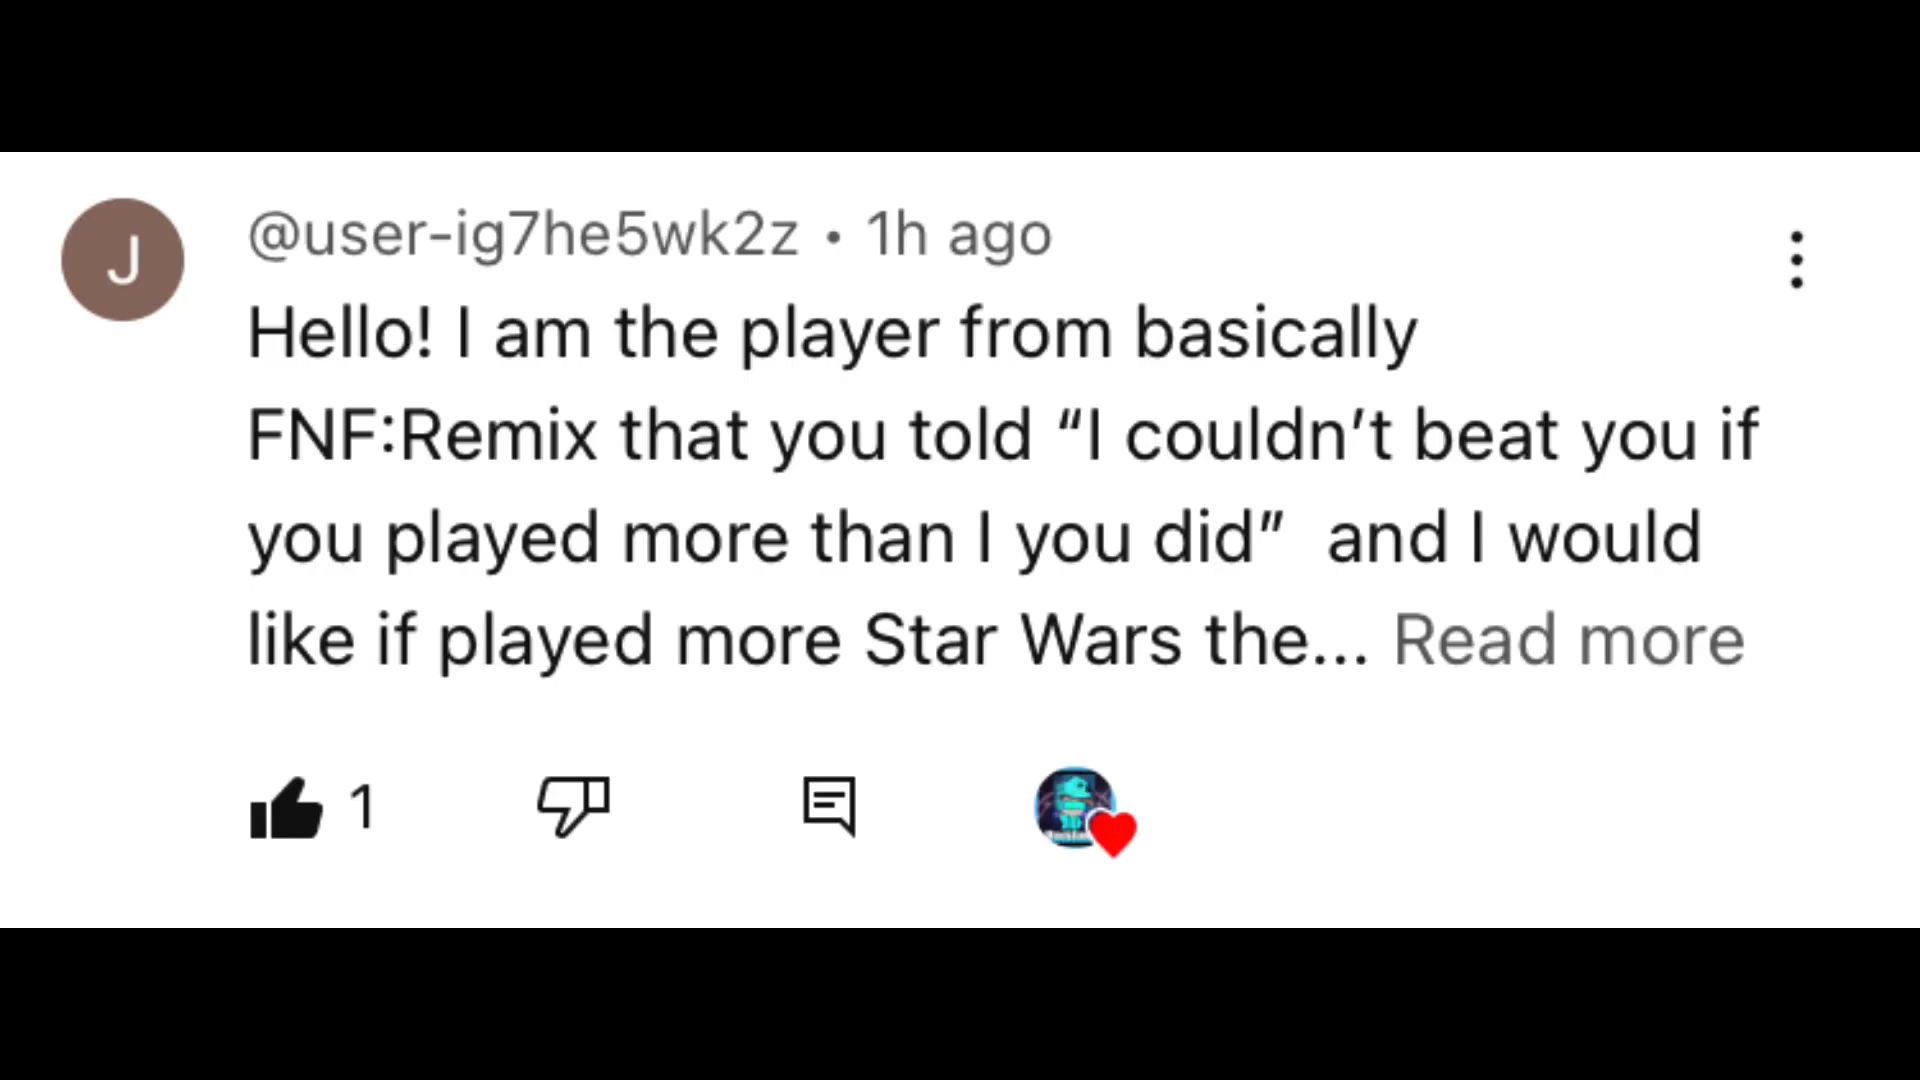 J
@user-ig7he5wk2z • 1h ago
Hello! I am the player from basically
FNF:Remix that you told “I couldn’t beat you if
you played more than I you did”  and I would
like if played more Star Wars the... Read more
1